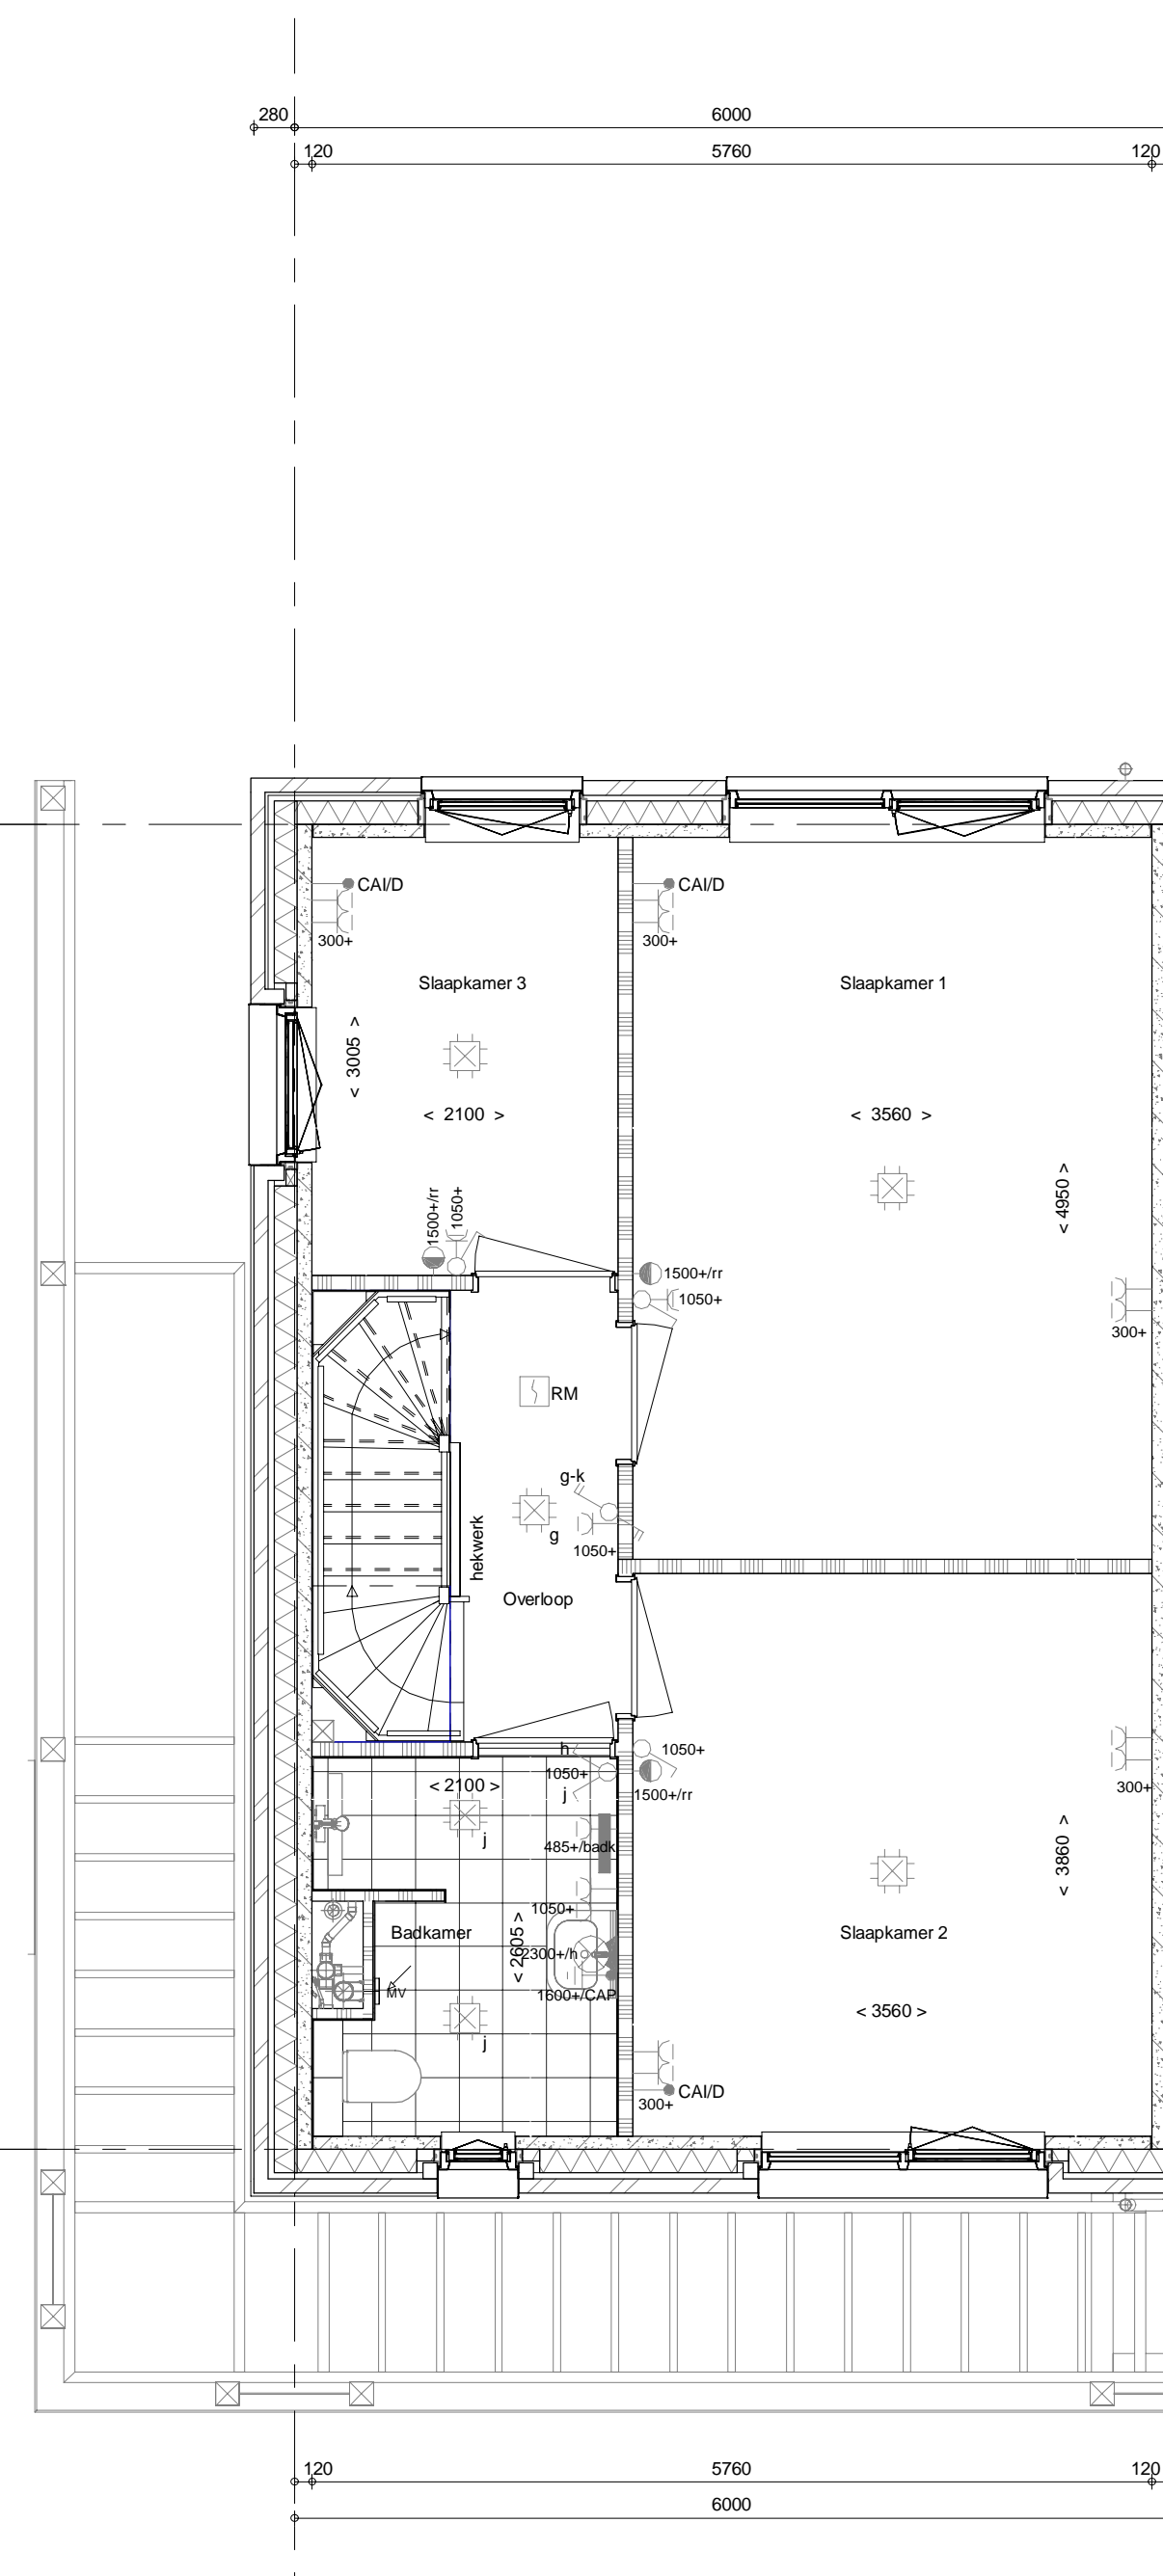 280
6000
120
5760
120
CAI/D
CAI/D
300+
300+
Slaapkamer 3
Slaapkamer 1
< 3005 >
< 2100 >
< 3560 >
< 4950 >
1500+/rr
1050+
1500+/rr
1050+
300+
RM
g-k
g
1050+
hekwerk
Overloop
h
1050+
1050+
j
1500+/rr
300+
< 2100 >
j
485+/badk
< 3860 >
1050+
Badkamer
< 2605 >
Slaapkamer 2
2300+/h
MV
1600+/CAP
< 3560 >
j
CAI/D
300+
120
5760
120
6000